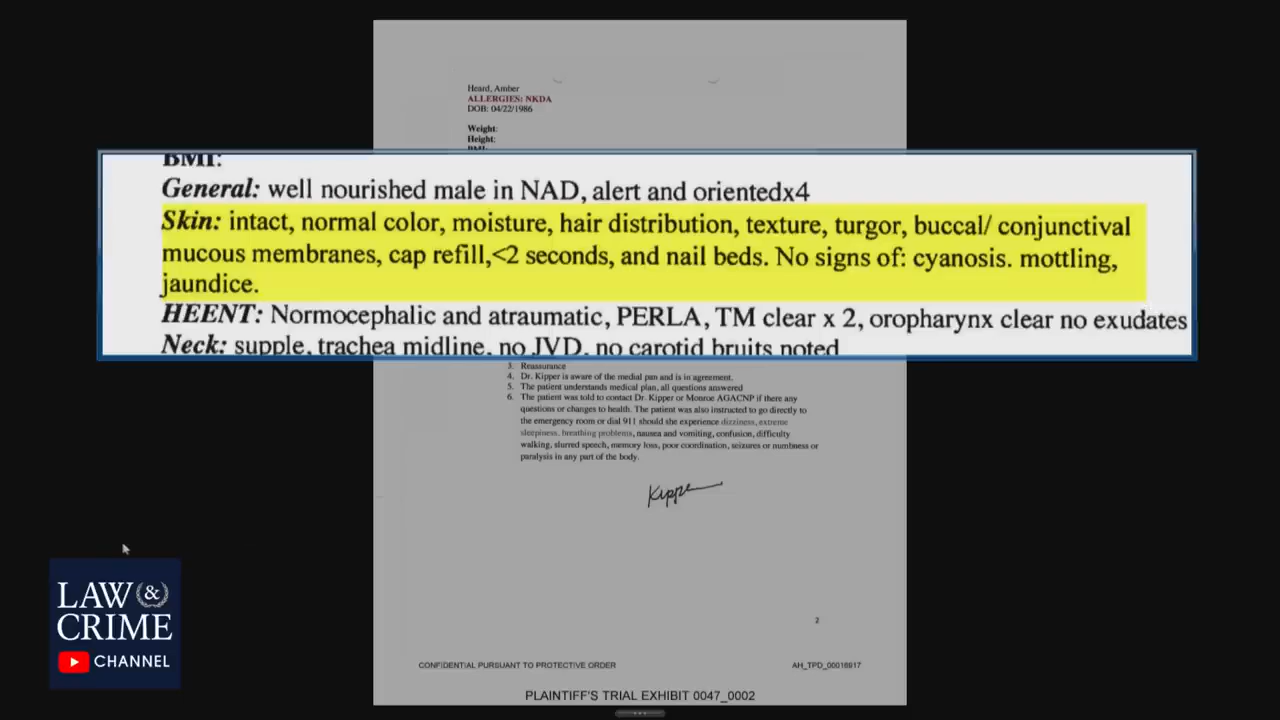 Heard, Amber
ALLERGIES: NKDA
DOB: 04/22/1986
Weight:
Height:
BMI:
General: well nourished male in NAD, alert and orientedx4
Skin: intact, normal color, moisture, hair distribution, texture, turgor, buccal/ conjunctival
mucous membranes, cap refill,<2 seconds, and nail beds. No signs of: cyanosis. mottling,
jaundice.
HEENT: Normocephalic and atraumatic, PERLA, TM clear x 2, oropharynx clear no exudates
Neck: supple, trachea midline, no JVD, no carotid bruits noted
3. Reassurance
4. Dr. Kipper is aware of the medial pan and is in agreement.
5. The patient understands medical plan, all questions answered
6. The patient was told to contact Dr. Kipper or Monroe AGACNP if there any
questions or changes to health. The patient was also instructed to go directly to
the emergency room or dial 911 should she experience dizziness, extreme
sleepiness, breathing problems, nausea and vomiting, confusion, difficulty
walking, slurred speech, memory loss, poor coordination, seizures or numbness or
paralysis in any part of the body.
Kipper
2
CONFIDENTIAL PURSUANT TO PROTECTIVE ORDER
AH_TPD_00016917
PLAINTIFF'S TRIAL EXHIBIT 0047_0002
LAW &
CRIME
CHANNEL